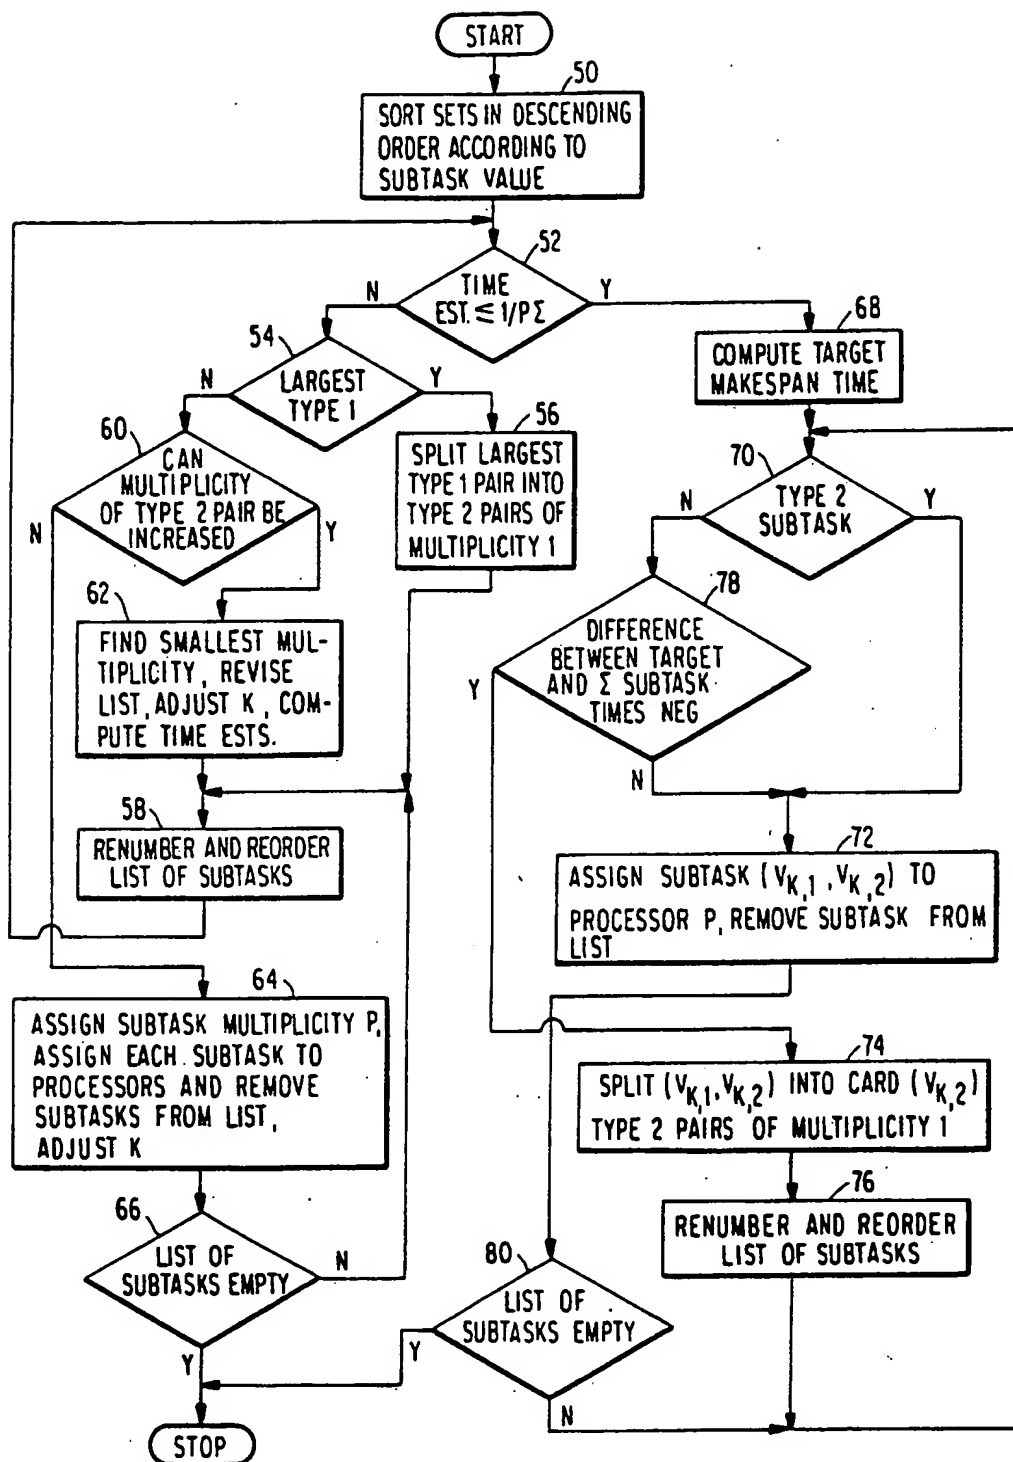 START
50
SORT SETS IN DESCENDING
ORDER ACCORDING TO
SUBTASK VALUE
52
TIME
EST. ≤ 1/P Σ
N
Y
54
LARGEST
TYPE 1
N
Y
68
COMPUTE TARGET
MAKESPAN TIME
60
CAN
MULTIPLICITY
OF TYPE 2 PAIR BE
INCREASED
N
Y
56
SPLIT LARGEST
TYPE 1 PAIR INTO
TYPE 2 PAIRS OF
MULTIPLICITY 1
70
TYPE 2
SUBTASK
N
Y
62
FIND SMALLEST MUL-
TIPLICITY, REVISE
LIST, ADJUST K, COM-
PUTE TIME ESTS.
78
DIFFERENCE
BETWEEN TARGET
AND Σ SUBTASK
TIMES NEG
Y
N
58
RENUMBER AND REORDER
LIST OF SUBTASKS
72
ASSIGN SUBTASK (V_{K,1}, V_{K,2}) TO
PROCESSOR P, REMOVE SUBTASK FROM
LIST
64
ASSIGN SUBTASK MULTIPLICITY P,
ASSIGN EACH SUBTASK TO
PROCESSORS AND REMOVE
SUBTASKS FROM LIST,
ADJUST K
74
SPLIT (V_{K,1}, V_{K,2}) INTO CARD (V_{K,2})
TYPE 2 PAIRS OF MULTIPLICITY 1
76
RENUMBER AND REORDER
LIST OF SUBTASKS
66
LIST OF
SUBTASKS EMPTY
N
Y
80
LIST OF
SUBTASKS EMPTY
Y
N
STOP